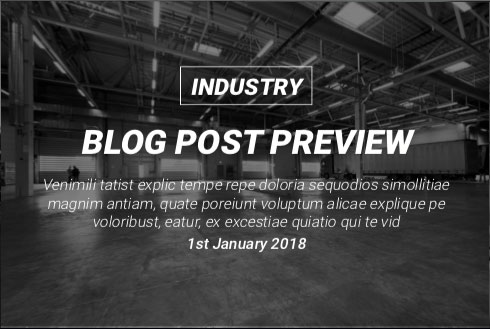 INDUSTRY
BLOG POST PREVIEW
Venimili tatist explic tempe repe doloria sequodios simollitiae
magnim antiam, quate poreiunt voluptum alicae explique pe
voloribust, eatur, ex excestiae quiatio qui te vid
1st January 2018